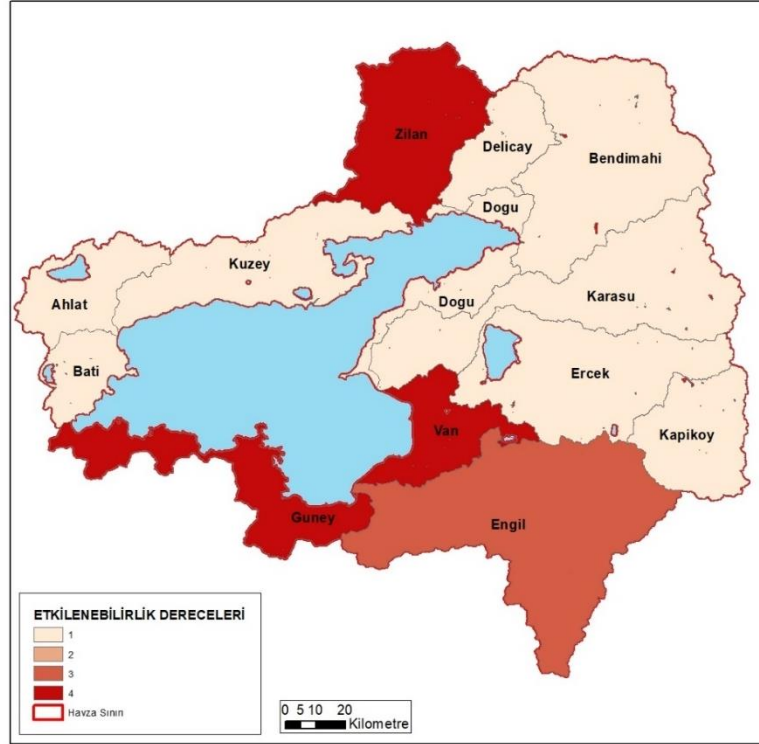 Zilan
Delicay
Bendimahi
Dogu
Kuzey
Ahlat
Dogu
Karasu
Bati
Ercek
Van
Kapikoy
Guney
Engil
ETKİLENEBİLİRLİK DERECELERİ
1
2
3
4
Havza Sınırı
0 5 10 20
Kilometre